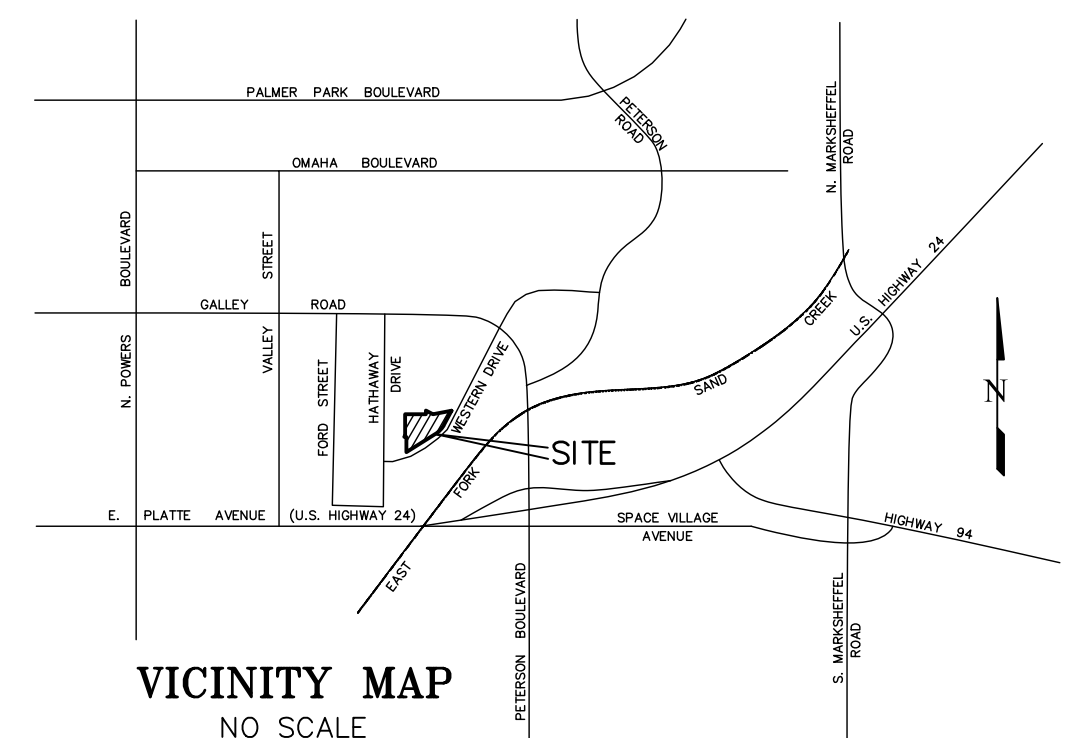 PALMER PARK BOULEVARD
PETERSON
ROAD
N. MARKSHEFFEL
ROAD
OMAHA BOULEVARD
N. POWERS BOULEVARD
VALLEY STREET
GALLEY ROAD
U.S. HIGHWAY 24
FORD STREET
HATHAWAY
DRIVE
WESTERN DRIVE
EAST FORK SAND CREEK
N
SITE
E. PLATTE AVENUE (U.S. HIGHWAY 24)
SPACE VILLAGE
AVENUE
HIGHWAY 94
PETERSON BOULEVARD
S. MARKSHEFFEL
ROAD
VICINITY MAP
NO SCALE